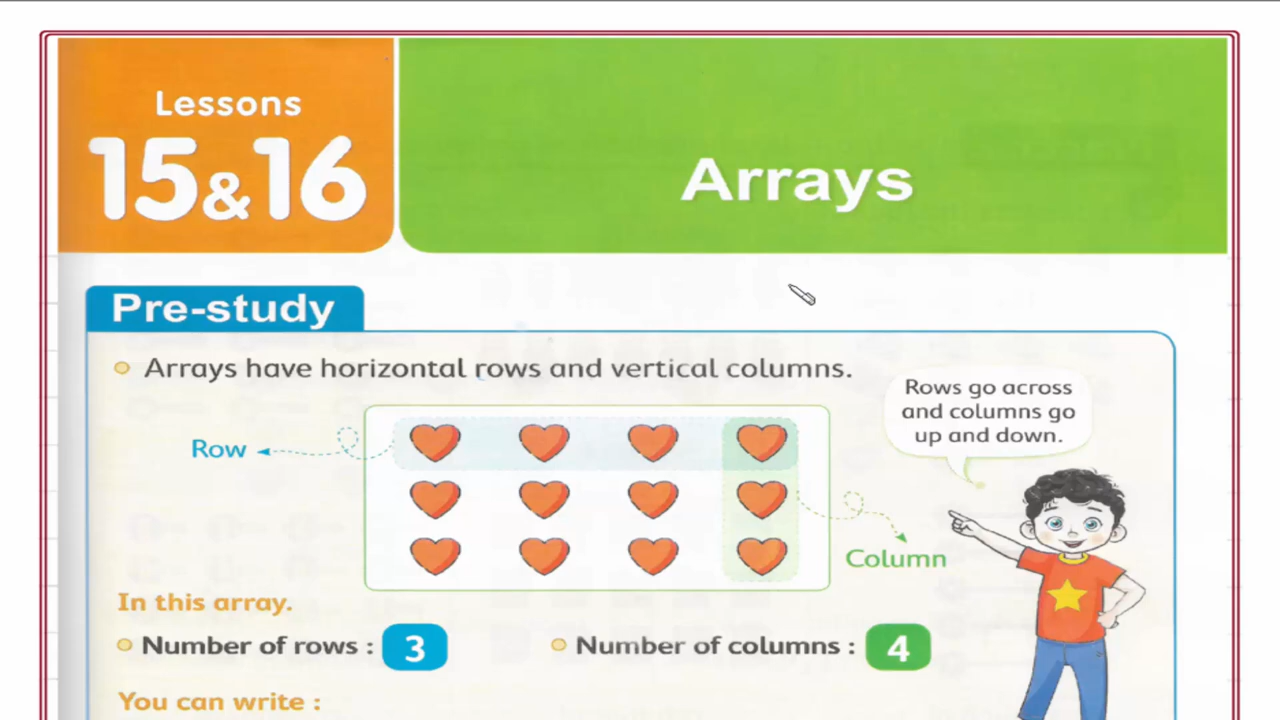 Lessons
15&16
Arrays
Pre-study
Arrays have horizontal rows and vertical columns.
Rows go across
and columns go
up and down.
Row
Column
In this array.
Number of rows : 3
Number of columns : 4
You can write :